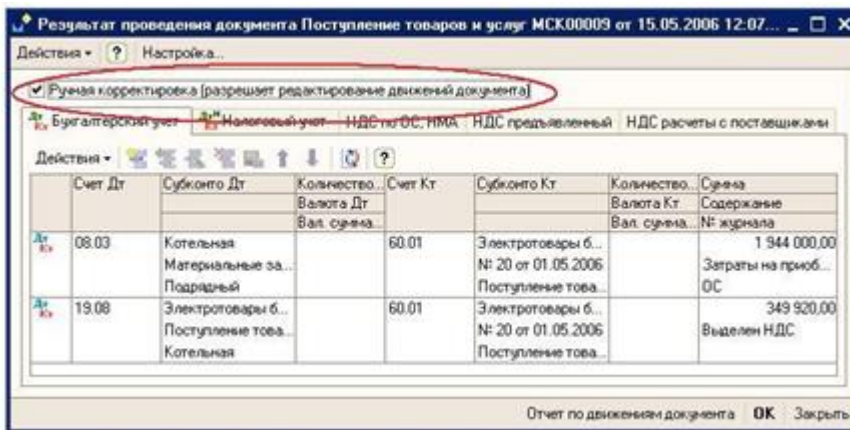 Результат проведения документа Поступление товаров и услуг МСК00009 от 15.05.2006 12:07...
Действия ? Настройка...
Ручная корректировка (разрешает редактирование движений документа)
Бухгалтерский учет Налоговый учет НДС по ОС, НМА НДС предъявленный НДС расчеты с поставщиками
Действия ?
Счет Дт Субконто Дт Количество... Счет Кт Субконто Кт Количество... Сумма
Валюта Дт Валюта Кт Содержание
Вал. сумма... Вал. сумма... № журнала
08.03 Котельная 60.01 Электротовары б... 1 944 000,00
Материальные за... № 20 от 01.05.2006 Затраты на приоб...
Подрядный Поступление това... ОС
19.08 Электротовары б... 60.01 Электротовары б... 349 920,00
Поступление това... № 20 от 01.05.2006 Выделен НДС
Котельная Поступление това...
Отчет по движениям документа OK Закрыть